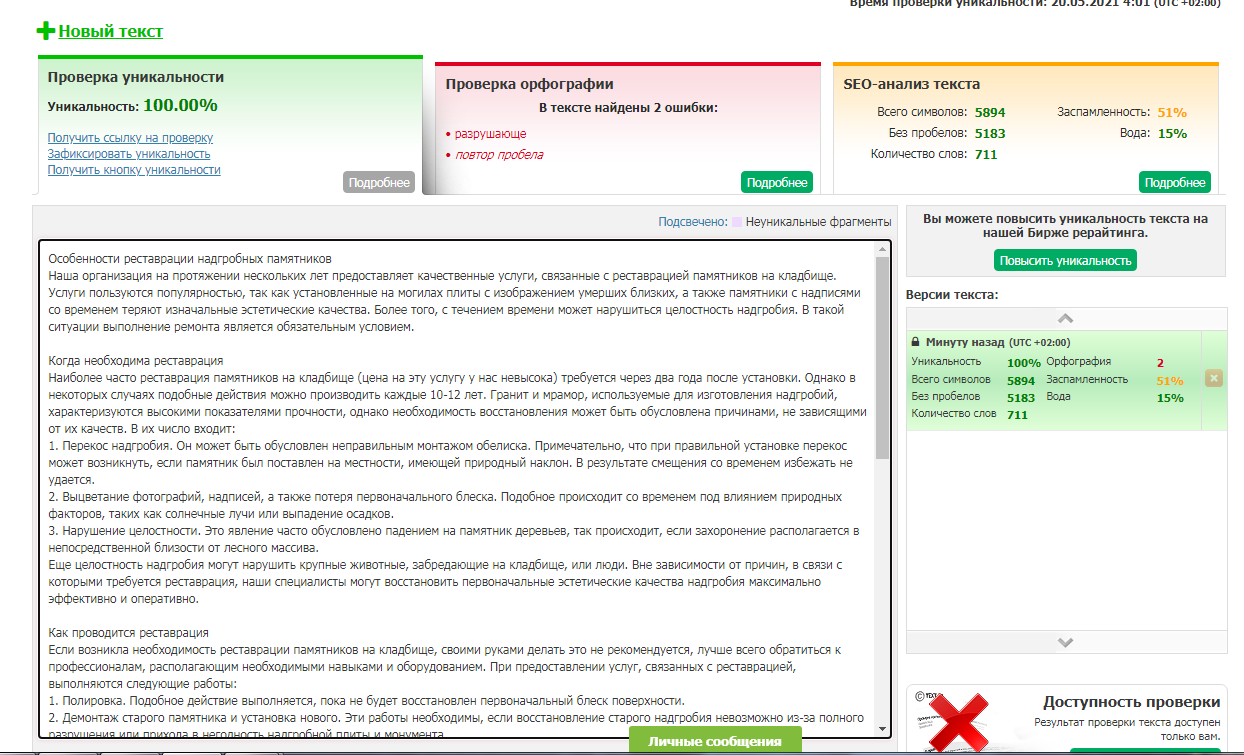 Время проверки уникальности: 20.05.2021 4:01 (UTC +02:00)
Новый текст
Проверка уникальности
Уникальность: 100.00%
Получить ссылку на проверку
Зафиксировать уникальность
Получить кнопку уникальности
Подробнее
Проверка орфографии
В тексте найдены 2 ошибки:
• разрушающе
• повтор пробела
Подробнее
SEO-анализ текста
Всего символов: 5894 Заспамленность: 51%
Без пробелов: 5183 Вода: 15%
Количество слов: 711
Подробнее
Подсвечено: Неуникальные фрагменты
Особенности реставрации надгробных памятников
Наша организация на протяжении нескольких лет предоставляет качественные услуги, связанные с реставрацией памятников на кладбище.
Услуги пользуются популярностью, так как установленные на могилах плиты с изображением умерших близких, а также памятники с надписями
со временем теряют изначальные эстетические качества. Более того, с течением времени может нарушиться целостность надгробия. В такой
ситуации выполнение ремонта является обязательным условием.
Когда необходима реставрация
Наиболее часто реставрация памятников на кладбище (цена на эту услугу у нас невысока) требуется через два года после установки. Однако в
некоторых случаях подобные действия можно производить каждые 10-12 лет. Гранит и мрамор, используемые для изготовления надгробий,
характеризуются высокими показателями прочности, однако необходимость восстановления может быть обусловлена причинами, не зависящими
от их качеств. В их число входит:
1. Перекос надгробия. Он может быть обусловлен неправильным монтажом обелиска. Примечательно, что при правильной установке перекос
может возникнуть, если памятник был поставлен на местности, имеющей природный наклон. В результате смещения со временем избежать не
удается.
2. Выцветание фотографий, надписей, а также потеря первоначального блеска. Подобное происходит со временем под влиянием природных
факторов, таких как солнечные лучи или выпадение осадков.
3. Нарушение целостности. Это явление часто обусловлено падением на памятник деревьев, так происходит, если захоронение располагается в
непосредственной близости от лесного массива.
Еще целостность надгробия могут нарушить крупные животные, забредающие на кладбище, или люди. Вне зависимости от причин, в связи с
которыми требуется реставрация, наши специалисты могут восстановить первоначальные эстетические качества надгробия максимально
эффективно и оперативно.
Как проводится реставрация
Если возникла необходимость реставрации памятников на кладбище, своими руками делать это не рекомендуется, лучше всего обратиться к
профессионалам, располагающим необходимыми навыками и оборудованием. При предоставлении услуг, связанных с реставрацией,
выполняются следующие работы:
1. Полировка. Подобное действие выполняется, пока не будет восстановлен первоначальный блеск поверхности.
2. Демонтаж старого памятника и установка нового. Эти работы необходимы, если восстановление старого надгробия невозможно из-за полного
разрушения или прихода в негодность надгробной плиты и монумента.
Вы можете повысить уникальность текста на
нашей Бирже рерайтинга.
Повысить уникальность
Версии текста:
Минуту назад (UTC +02:00)
Уникальность 100% Орфография 2
Всего символов 5894 Заспамленность 51%
Без пробелов 5183 Вода 15%
Количество слов 711
Доступность проверки
Результат проверки текста доступен
только вам.
Личные сообщения